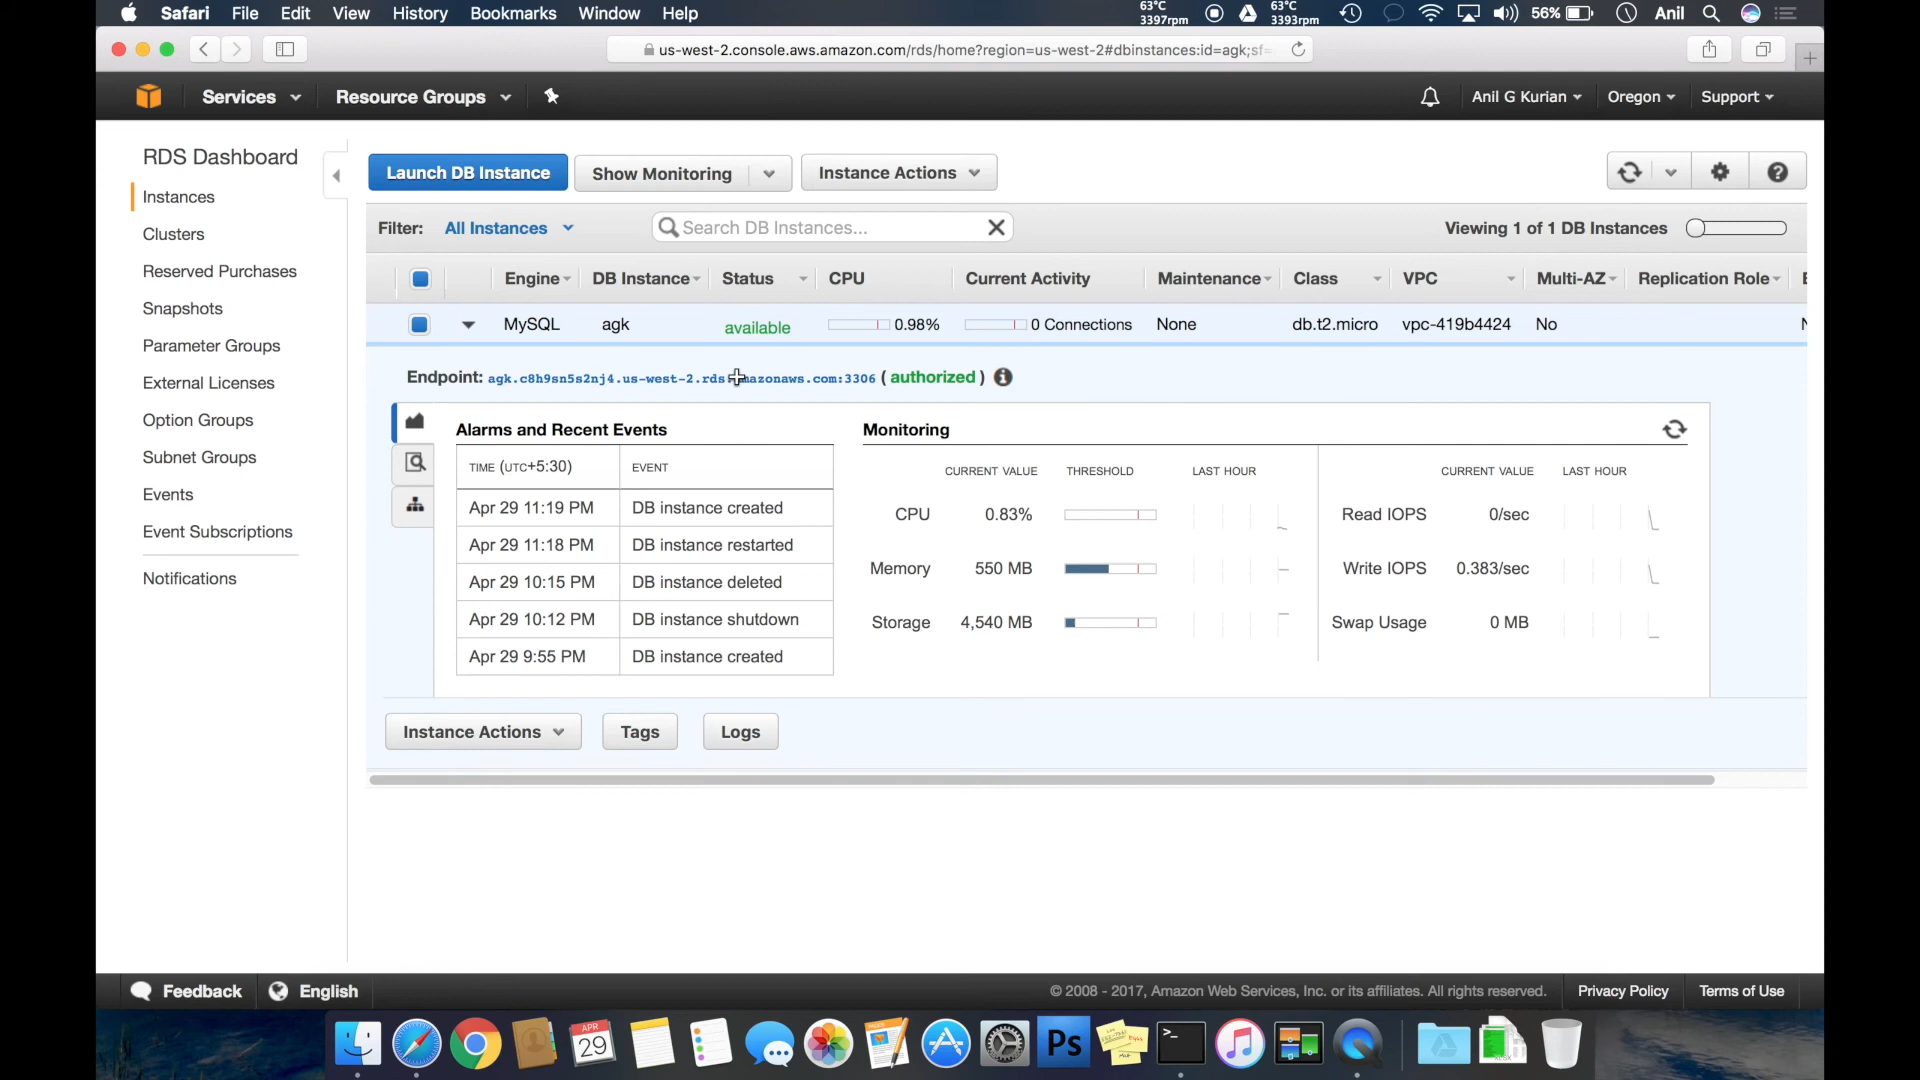 Safari File Edit View History Bookmarks Window Help 63°C 3397rpm 63°C 3393rpm 56% Anil
us-west-2.console.aws.amazon.com/rds/home?region=us-west-2#dbinstances:id=agk;sf=
Services Resource Groups Anil G Kurian Oregon Support
RDS Dashboard
Instances
Clusters
Reserved Purchases
Snapshots
Parameter Groups
External Licenses
Option Groups
Subnet Groups
Events
Event Subscriptions
Notifications
Launch DB Instance Show Monitoring Instance Actions
Filter: All Instances Search DB Instances... Viewing 1 of 1 DB Instances
Engine DB Instance Status CPU Current Activity Maintenance Class VPC Multi-AZ Replication Role
MySQL agk available 0.98% 0 Connections None db.t2.micro vpc-419b4424 No
Endpoint: agk.c8h9sn5s2nj4.us-west-2.rds.amazonaws.com:3306 ( authorized )
Alarms and Recent Events
TIME (UTC+5:30) EVENT
Apr 29 11:19 PM DB instance created
Apr 29 11:18 PM DB instance restarted
Apr 29 10:15 PM DB instance deleted
Apr 29 10:12 PM DB instance shutdown
Apr 29 9:55 PM DB instance created
Monitoring
CURRENT VALUE THRESHOLD LAST HOUR CURRENT VALUE LAST HOUR
CPU 0.83% Read IOPS 0/sec
Memory 550 MB Write IOPS 0.383/sec
Storage 4,540 MB Swap Usage 0 MB
Instance Actions Tags Logs
Feedback English © 2008 - 2017, Amazon Web Services, Inc. or its affiliates. All rights reserved. Privacy Policy Terms of Use
APR
29
Ps